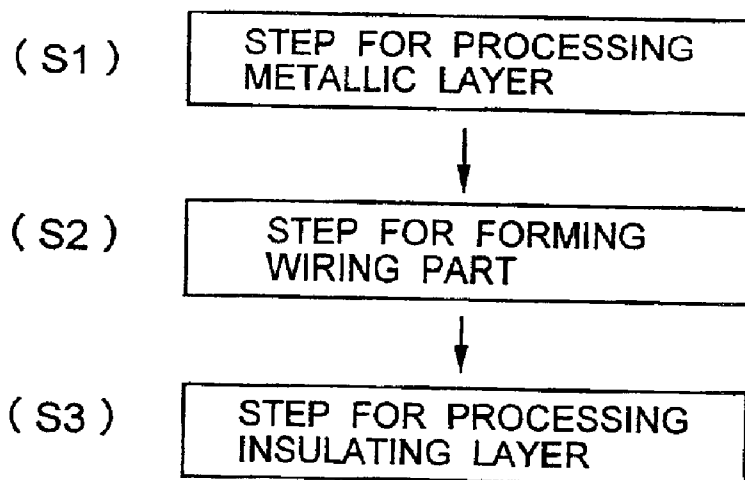 ( S1 )
STEP FOR PROCESSING
METALLIC LAYER
( S2 )
STEP FOR FORMING
WIRING PART
( S3 )
STEP FOR PROCESSING
INSULATING LAYER